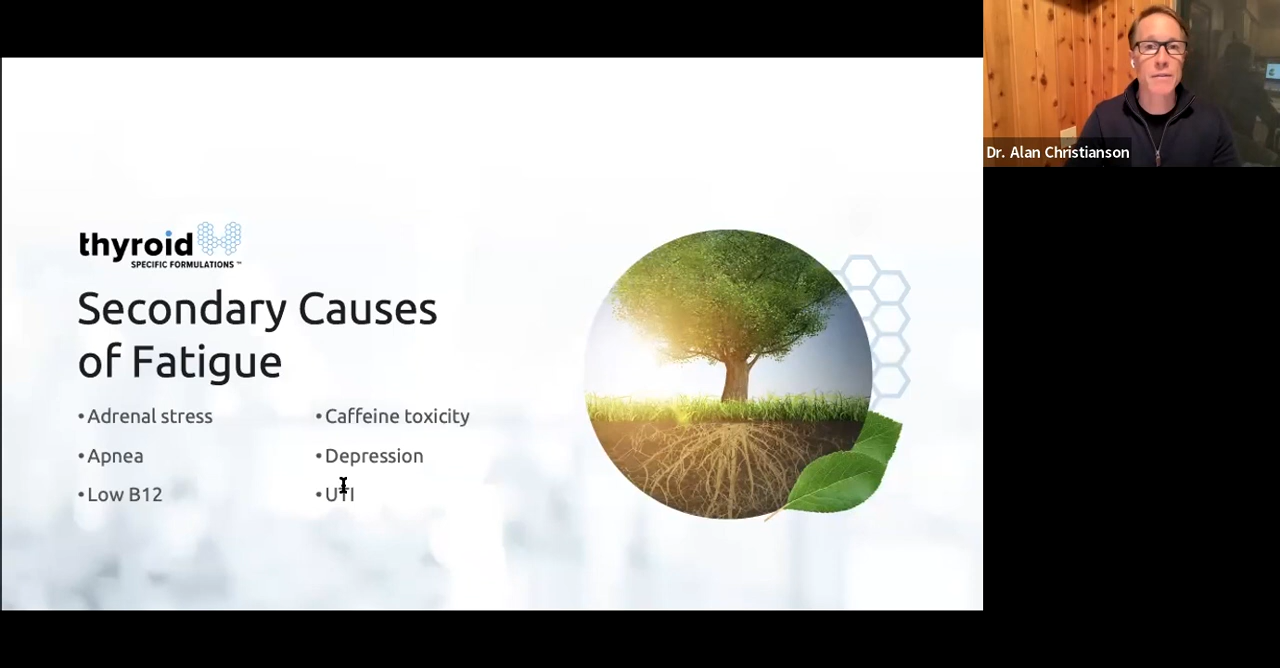 thyroid
SPECIFIC FORMULATIONS™
Secondary Causes
of Fatigue
•Adrenal stress
•Apnea
•Low B12
•Caffeine toxicity
•Depression
•UTI
Dr. Alan Christianson